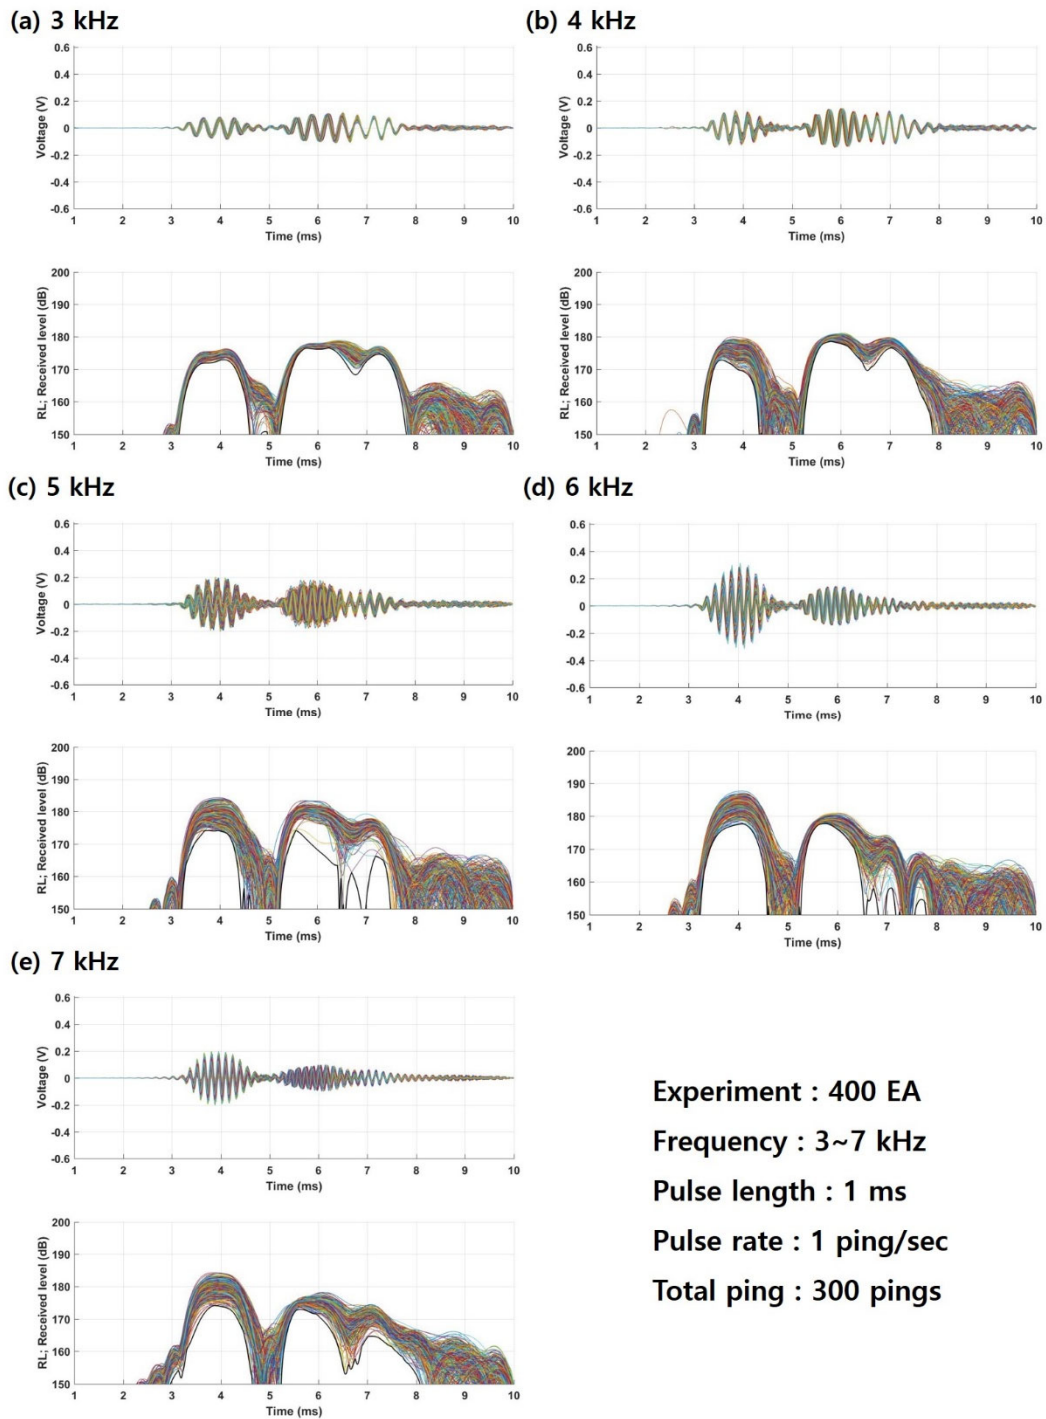 (a) 3 kHz
0.6
0.4
0.2
0
-0.2
-0.4
-0.6
Voltage (V)
1 2 3 4 5 6 7 8 9 10
Time (ms)
200
190
180
170
160
150
RL; Received level (dB)
1 2 3 4 5 6 7 8 9 10
Time (ms)
(b) 4 kHz
0.6
0.4
0.2
0
-0.2
-0.4
-0.6
Voltage (V)
1 2 3 4 5 6 7 8 9 10
Time (ms)
200
190
180
170
160
150
RL; Received level (dB)
1 2 3 4 5 6 7 8 9 10
Time (ms)
(c) 5 kHz
0.6
0.4
0.2
0
-0.2
-0.4
-0.6
Voltage (V)
1 2 3 4 5 6 7 8 9 10
Time (ms)
200
190
180
170
160
150
RL; Received level (dB)
1 2 3 4 5 6 7 8 9 10
Time (ms)
(d) 6 kHz
0.6
0.4
0.2
0
-0.2
-0.4
-0.6
Voltage (V)
1 2 3 4 5 6 7 8 9 10
Time (ms)
200
190
180
170
160
150
RL; Received level (dB)
1 2 3 4 5 6 7 8 9 10
Time (ms)
(e) 7 kHz
0.6
0.4
0.2
0
-0.2
-0.4
-0.6
Voltage (V)
1 2 3 4 5 6 7 8 9 10
Time (ms)
200
190
180
170
160
150
RL; Received level (dB)
1 2 3 4 5 6 7 8 9 10
Time (ms)
Experiment : 400 EA
Frequency : 3~7 kHz
Pulse length : 1 ms
Pulse rate : 1 ping/sec
Total ping : 300 pings